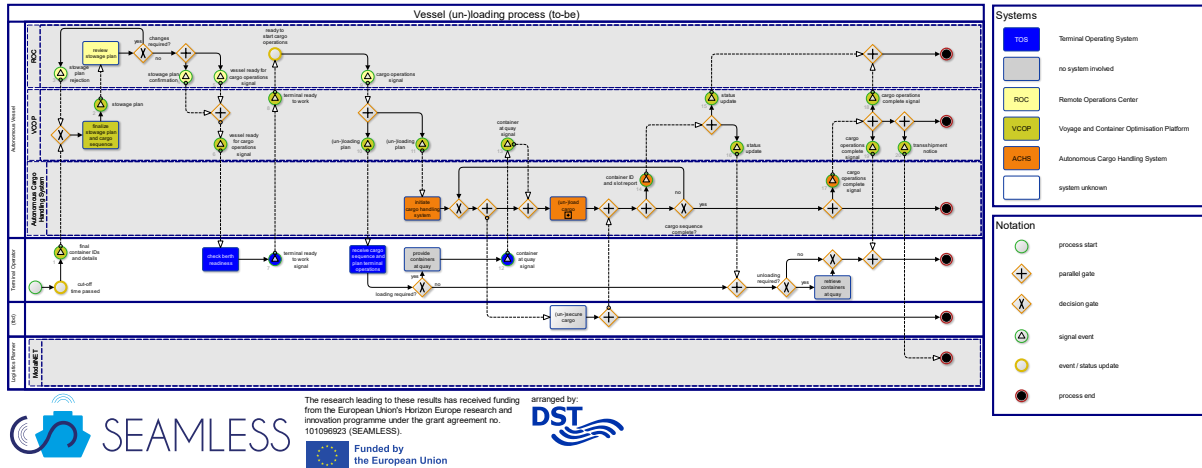 Vessel (un-)loading process (to-be)
Autonomous Vessel
ROC
VCOP
Autonomous Cargo
Handling System
Terminal Operator
(tbd)
Logistics Planner
ModalNET
review
stowage plan
yes
changes
required?
no
stowage
plan
rejection
stowage plan
confirmation
vessel ready for
cargo operations
signal
ready to
start cargo
operations
cargo operations
signal
stowage plan
finalize
stowage plan
and cargo
sequence
vessel ready
for cargo
operations
signal
terminal ready
to work
(un-)loading
plan
(un-)loading
plan
container
at quay
signal
status
update
status
update
cargo operations
complete signal
cargo
operations
complete
signal
transshipment
notice
initiate
cargo handling
system
(un-)load
cargo
container ID
and slot report
no
yes
cargo sequence
complete?
cargo
operations
complete
signal
final
container IDs
and details
cut-off
time passed
check berth
readiness
terminal ready
to work
signal
receive cargo
sequence and
plan terminal
operations
loading required?
yes
no
provide
containers
at quay
container
at quay
signal
unloading
required?
no
yes
retrieve
containers
at quay
(un-)secure
cargo
Systems
TOS
Terminal Operating System
no system involved
ROC
Remote Operations Center
VCOP
Voyage and Container Optimisation Platform
ACHS
Autonomous Cargo Handling System
system unknown
Notation
process start
parallel gate
decision gate
signal event
event / status update
process end
SEAMLESS
The research leading to these results has received funding
from the European Union's Horizon Europe research and
innovation programme under the grant agreement no.
101096923 (SEAMLESS).
Funded by
the European Union
arranged by:
DST